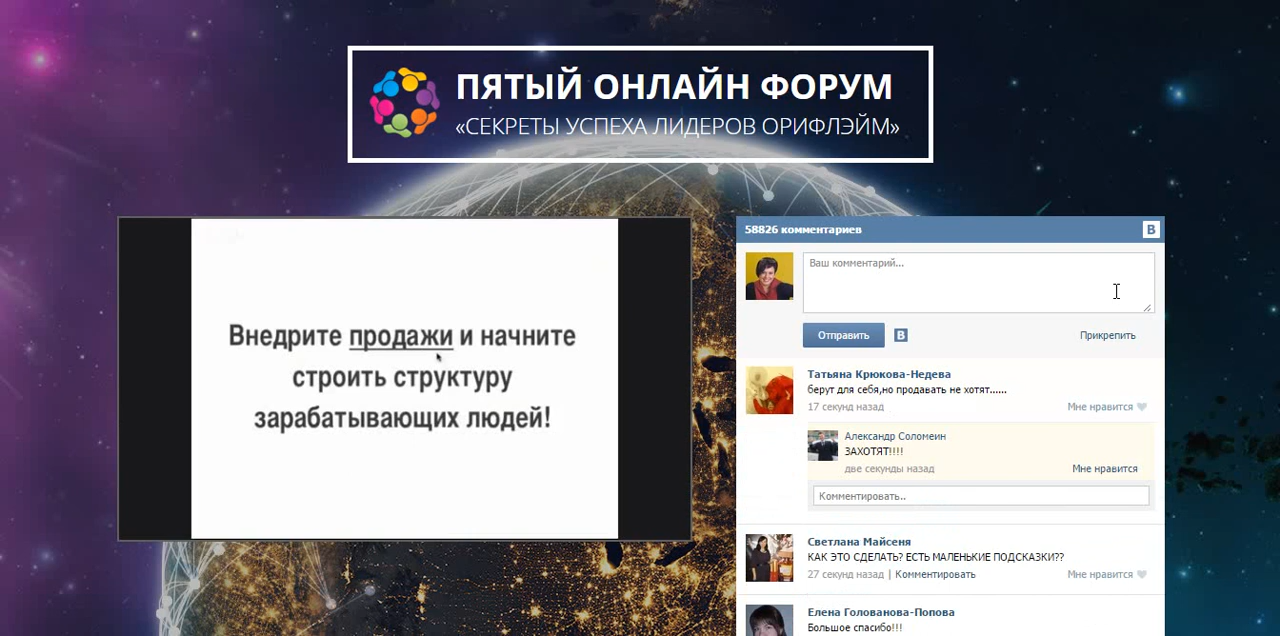 ПЯТЫЙ ОНЛАЙН ФОРУМ
«СЕКРЕТЫ УСПЕХА ЛИДЕРОВ ОРИФЛЭЙМ»
Внедрите продажи и начните
строить структуру
зарабатывающих людей!
58826 комментариев
B
Ваш комментарий...
Отправить B Прикрепить
Татьяна Крюкова-Недева
берут для себя,но продавать не хотят......
17 секунд назад Мне нравится
Александр Соломеин
ЗАХОТЯТ!!!!
две секунды назад Мне нравится
Комментировать..
Светлана Майсеня
КАК ЭТО СДЕЛАТЬ? ЕСТЬ МАЛЕНЬКИЕ ПОДСКАЗКИ??
27 секунд назад | Комментировать Мне нравится
Елена Голованова-Попова
Большое спасибо!!!